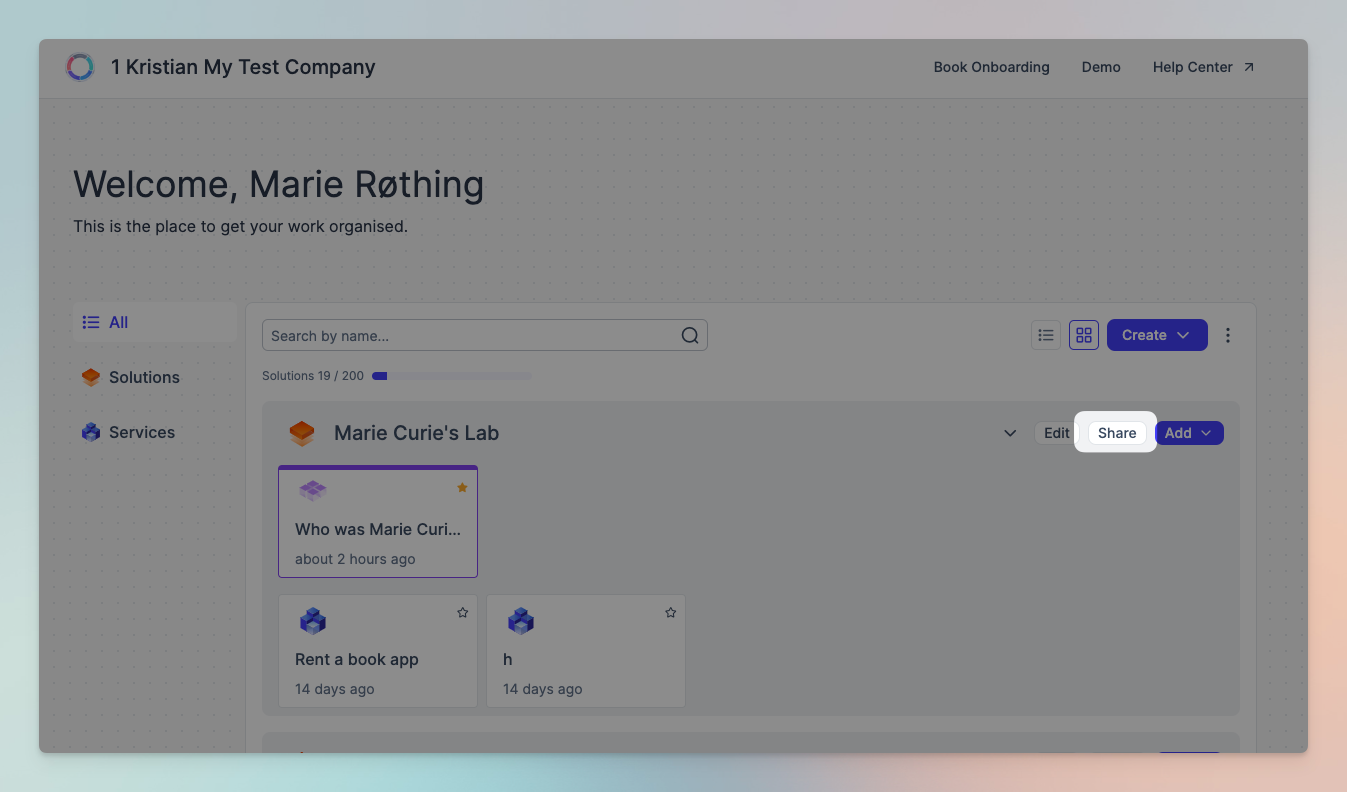 1 Kristian My Test Company
Book Onboarding
Demo
Help Center
Welcome, Marie Røthing
This is the place to get your work organised.
All
Solutions
Services
Search by name...
Create
Solutions 19 / 200
Marie Curie's Lab
Edit
Share
Add
Who was Marie Curi...
about 2 hours ago
Rent a book app
14 days ago
h
14 days ago